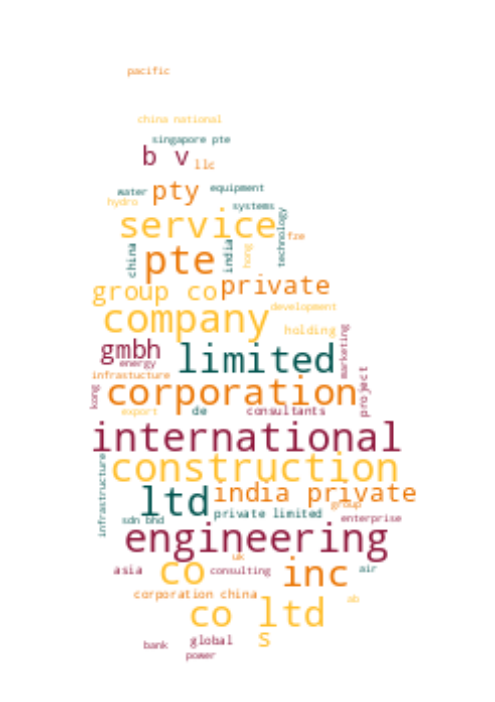 pacific
china national
singapore pte
b v
llc
water
pty
equipment
hydro
systems
service
technology
fze
china
pte
india
hong
group co
private
company
development
holding
marketing
gmbh
limited
energy
infrastucture
kong
corporation
project
export
de
consultants
international
construction
infrastructure
ltd
india private
group
private limited
sdn bhd
enterprise
engineering
uk
asia
co
consulting
inc
air
corporation china
ab
co ltd
bank
global
s
power